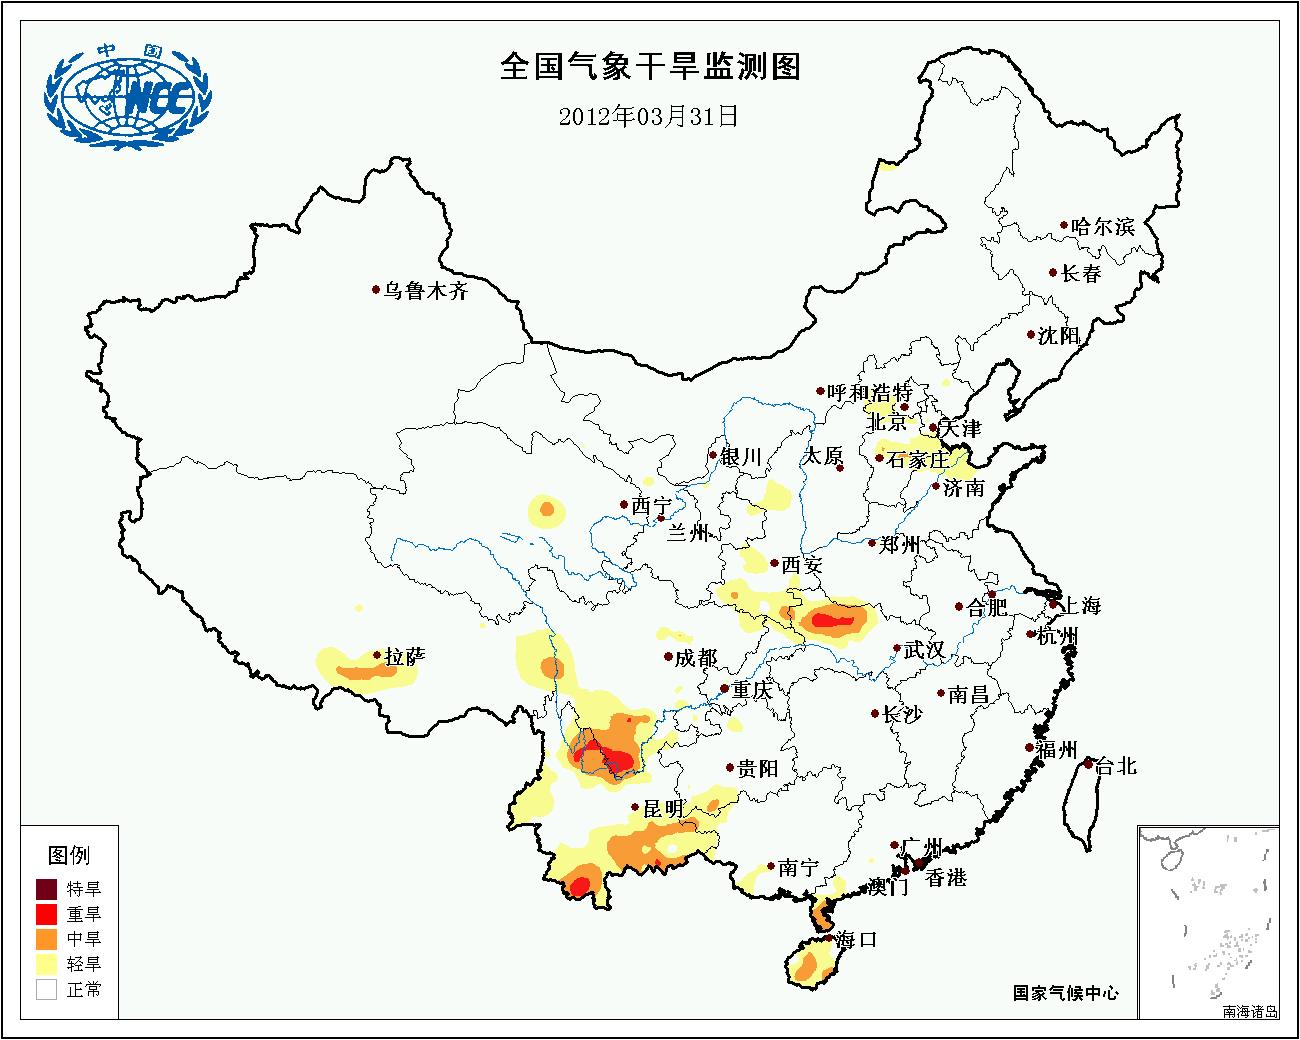 中国
NCC
全国气象干旱监测图
2012年03月31日
哈尔滨
长春
乌鲁木齐
沈阳
呼和浩特
北京
天津
银川
太原
石家庄
济南
西宁
兰州
郑州
西安
合肥
上海
杭州
拉萨
成都
武汉
重庆
南昌
长沙
福州
台北
贵阳
昆明
广州
南宁
澳门
香港
海口
图例
特旱
重旱
中旱
轻旱
正常
国家气候中心
南海诸岛